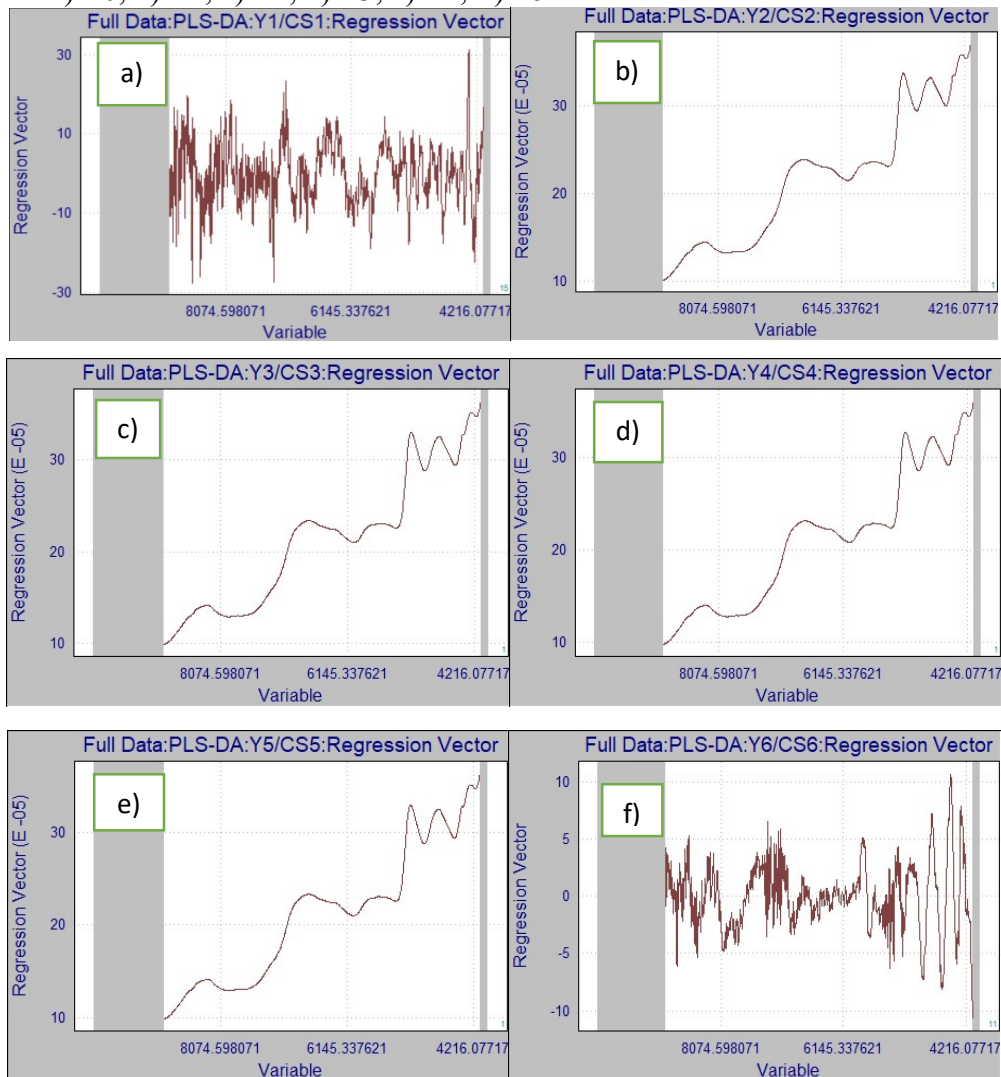 Full Data:PLS-DA:Y1/CS1:Regression Vector
a)
Regression Vector
30
10
-10
-30
15
8074.598071 6145.337621 4216.07717
Variable
Full Data:PLS-DA:Y2/CS2:Regression Vector
b)
Regression Vector (E -05)
30
20
10
1
8074.598071 6145.337621 4216.07717
Variable
Full Data:PLS-DA:Y3/CS3:Regression Vector
c)
Regression Vector (E -05)
30
20
10
1
8074.598071 6145.337621 4216.07717
Variable
Full Data:PLS-DA:Y4/CS4:Regression Vector
d)
Regression Vector (E -05)
30
20
10
1
8074.598071 6145.337621 4216.07717
Variable
Full Data:PLS-DA:Y5/CS5:Regression Vector
e)
Regression Vector (E -05)
30
20
10
1
8074.598071 6145.337621 4216.07717
Variable
Full Data:PLS-DA:Y6/CS6:Regression Vector
f)
Regression Vector
10
5
0
-5
-10
11
8074.598071 6145.337621 4216.07717
Variable